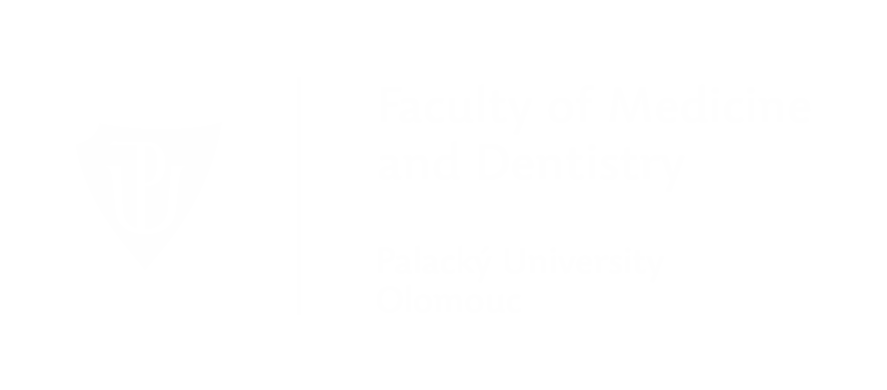 Faculty of Medicine
and Dentistry
Palacký University
Olomouc